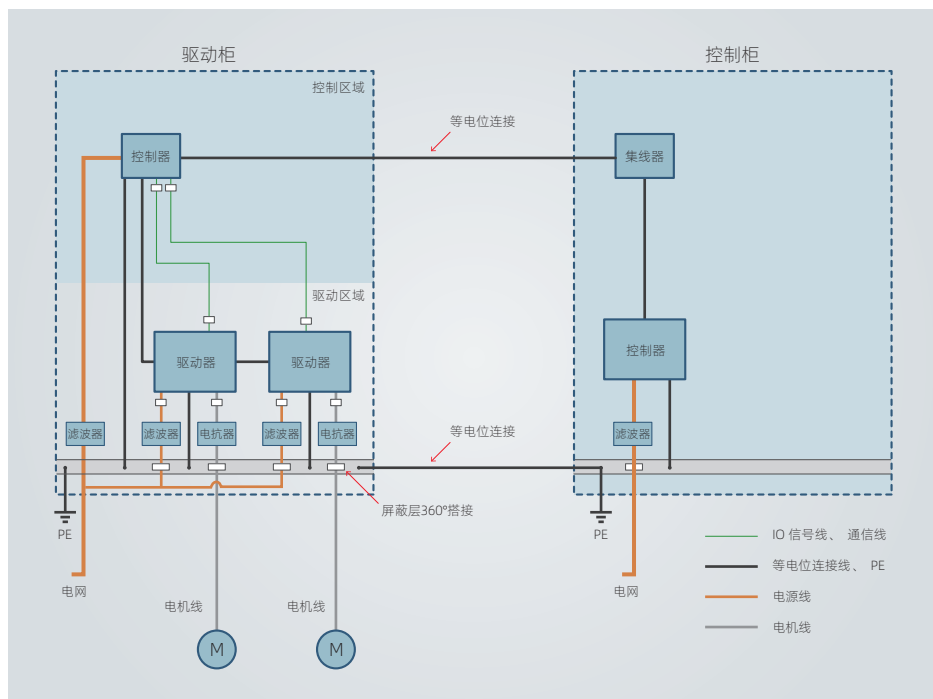 驱动柜
控制柜
控制区域
等电位连接
控制器
集线器
驱动区域
驱动器
驱动器
控制器
滤波器
滤波器
电抗器
滤波器
电抗器
等电位连接
滤波器
屏蔽层360°搭接
PE
PE
IO 信号线、 通信线
等电位连接线、 PE
电网
电网
电源线
电机线
电机线
电机线
M
M